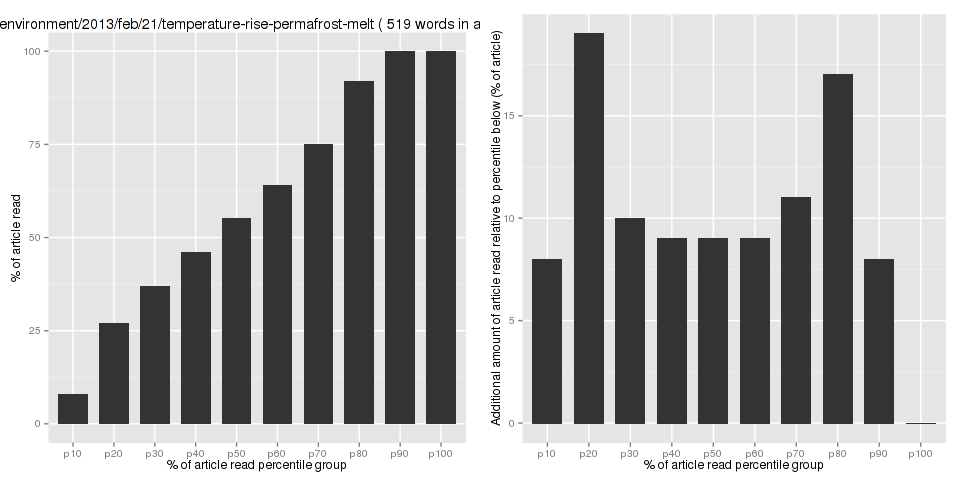 environment/2013/feb/21/temperature-rise-permafrost-melt ( 519 words in a
% of article read
100
75
50
25
0
p10 p20 p30 p40 p50 p60 p70 p80 p90 p100
% of article read percentile group
Additional amount of article read relative to percentile below (% of article)
15
10
5
0
p10 p20 p30 p40 p50 p60 p70 p80 p90 p100
% of article read percentile group